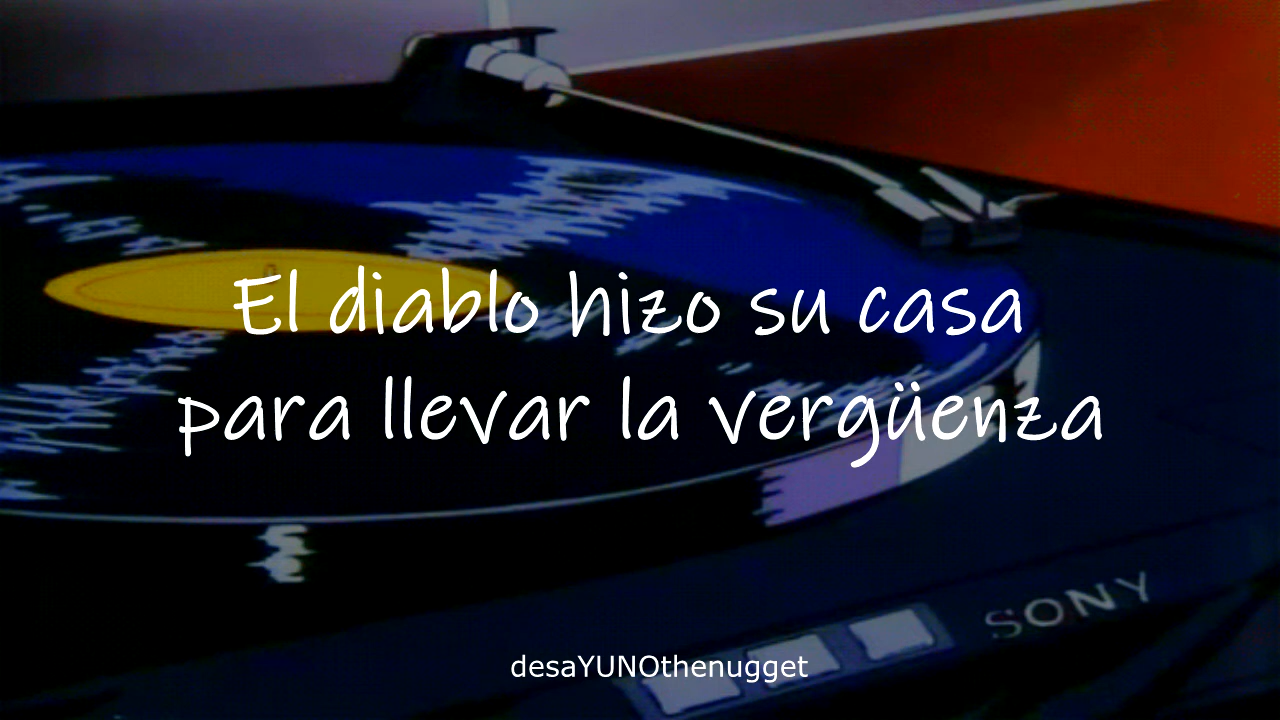 El diablo hizo su casa
para llevar la vergüenza
SONY
desaYUNOthenugget